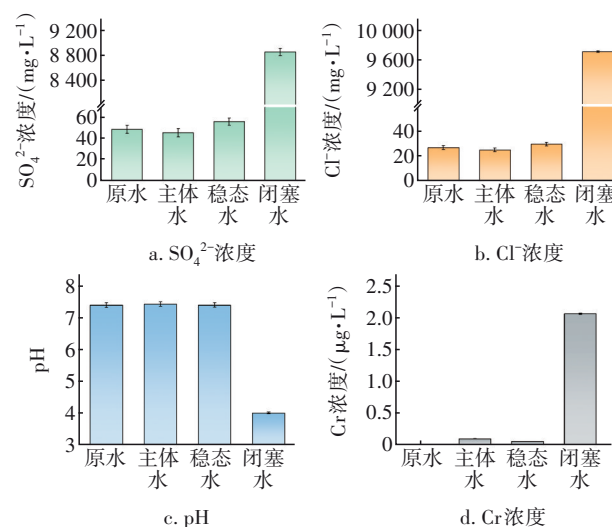 SO₄²⁻浓度/(mg·L⁻¹)
9 200
8 800
8 400
60
40
20
0
原水
主体水
稳态水
闭塞水
a. SO₄²⁻浓度
Cl⁻浓度/(mg·L⁻¹)
10 000
9 600
9 200
40
20
0
原水
主体水
稳态水
闭塞水
b. Cl⁻浓度
pH
8
7
6
5
4
3
原水
主体水
稳态水
闭塞水
c. pH
Cr浓度/(μg·L⁻¹)
2.5
2.0
1.5
1.0
0.5
0
原水
主体水
稳态水
闭塞水
d. Cr浓度